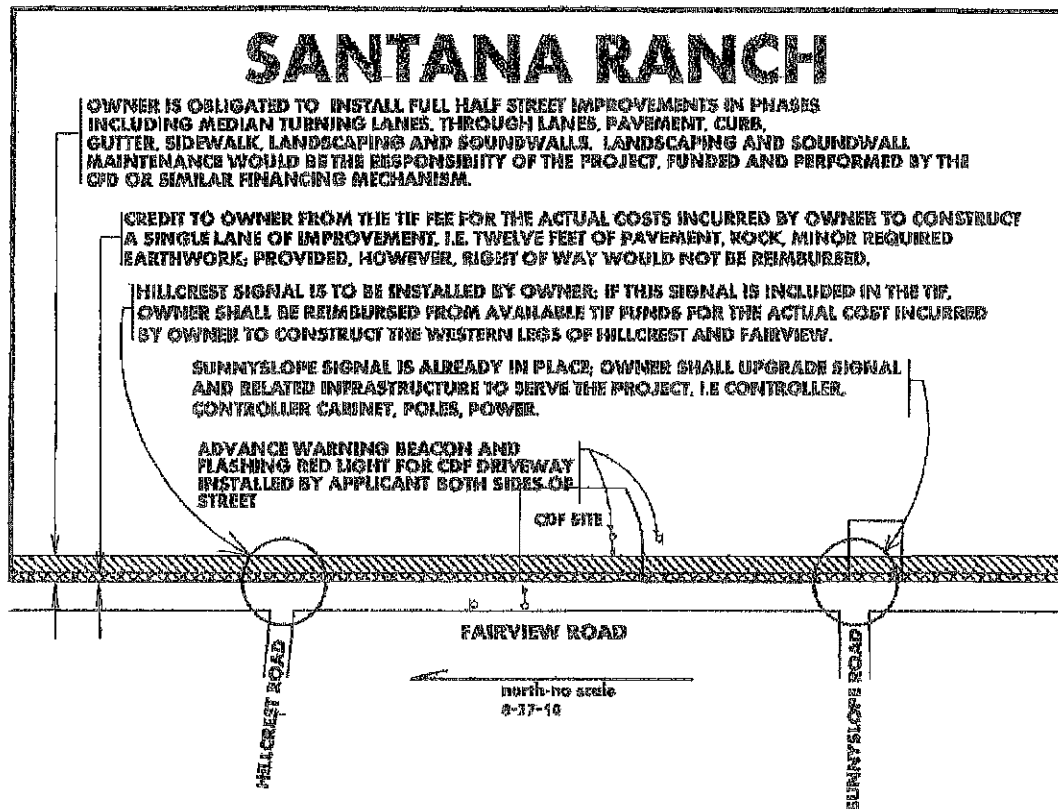 SANTANA RANCH
OWNER IS OBLIGATED TO INSTALL FULL HALF STREET IMPROVEMENTS IN PHASES
INCLUDING MEDIAN TURNING LANES, THROUGH LANES, PAVEMENT, CURB,
GUTTER, SIDEWALK, LANDSCAPING AND SOUNDWALLS. LANDSCAPING AND SOUNDWALL
MAINTENANCE WOULD BE THE RESPONSIBIITY OF THE PROJECT, FUNDED AND PERFORMED BY THE
CFD OR SIMILAR FINANCING MECHANISM.
CREDIT TO OWNER FROM THE TIF FEE FOR THE ACTUAL COSTS INCURRED BY OWNER TO CONSTRUCT
A SINGLE LANE OF IMPROVEMENT, I.E. TWELVE FEET OF PAVEMENT, ROCK, MINOR REQUIRED
EARTHWORK; PROVIDED, HOWEVER, RIGHT OF WAY WOULD NOT BE REIMBURSED.
HILLCREST SIGNAL IS TO BE INSTALLED BY OWNER; IF THIS SIGNAL IS INCLUDED IN THE TIF,
OWNER SHALL BE REIMBURSED FROM AVAILABLE TIF FUNDS FOR THE ACTUAL COST INCURRED
BY OWNER TO CONSTRUCT THE WESTERN LEGS OF HILLCREST AND FAIRVIEW.
SUNNYSLOPE SIGNAL IS ALREADY IN PLACE; OWNER SHALL UPGRADE SIGNAL
AND RELATED INFRASTRUCTURE TO SERVE THE PROJECT, I.E CONTROLLER,
CONTROLLER CABINET, POLES, POWER.
ADVANCE WARNING BEACON AND
FLASHING RED LIGHT FOR CDF DRIVEWAY
INSTALLED BY APPLICANT BOTH SIDES OF
STREET
CDF SITE
FAIRVIEW ROAD
HILLCREST ROAD
SUNNYSLOPE ROAD
north-no scale